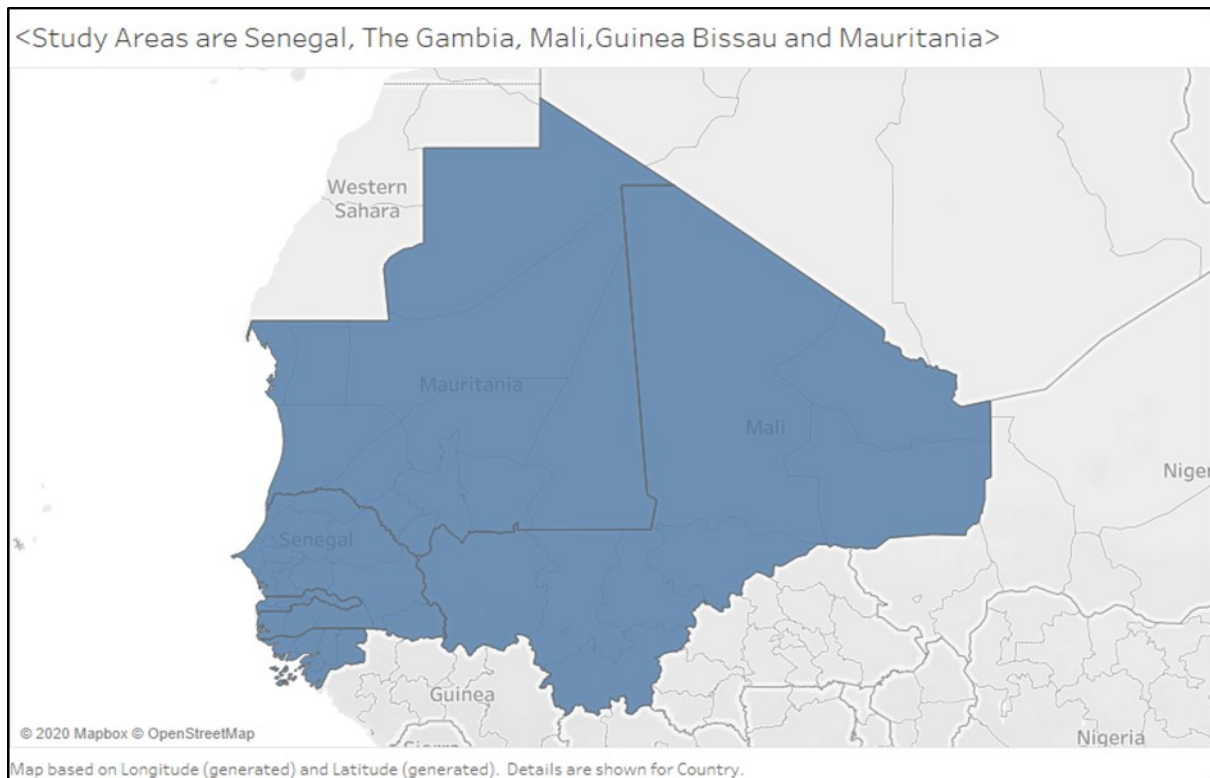 <Study Areas are Senegal, The Gambia, Mali,Guinea Bissau and Mauritania>
Western
Sahara
Mauritania
Mali
Niger
Senegal
Guinea
Nigeria
© 2020 Mapbox © OpenStreetMap
Map based on Longitude (generated) and Latitude (generated). Details are shown for Country.